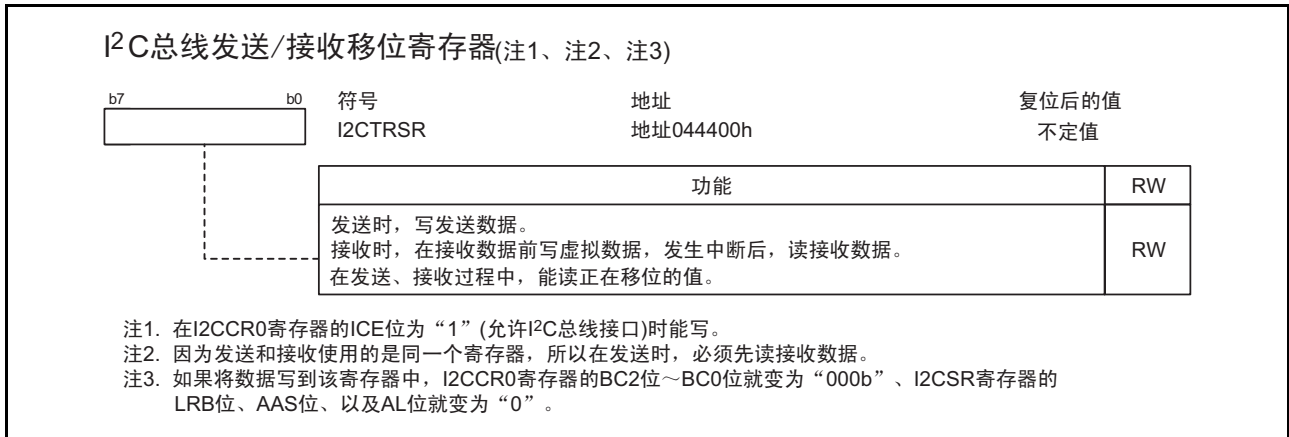 I²C总线发送/接收移位寄存器(注1、注2、注3)
b7 b0 符号 地址 复位后的值
I2CTRSR 地址044400h 不定值
功能 RW
发送时，写发送数据。
接收时，在接收数据前写虚拟数据，发生中断后，读接收数据。 RW
在发送、接收过程中，能读正在移位的值。
注1. 在I2CCR0寄存器的ICE位为“1”(允许I²C总线接口)时能写。
注2. 因为发送和接收使用的是同一个寄存器，所以在发送时，必须先读接收数据。
注3. 如果将数据写到该寄存器中，I2CCR0寄存器的BC2位～BC0位就变为“000b”、I2CSR寄存器的
LRB位、AAS位、以及AL位就变为“0”。